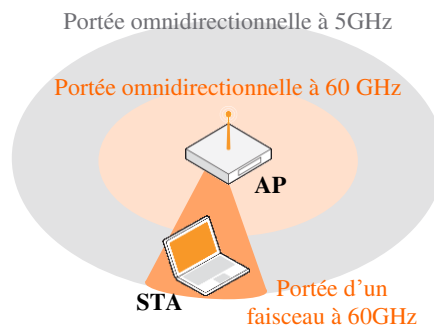 Portée omnidirectionnelle à 5GHz
Portée omnidirectionnelle à 60 GHz
AP
STA
Portée d'un
faisceau à 60GHz